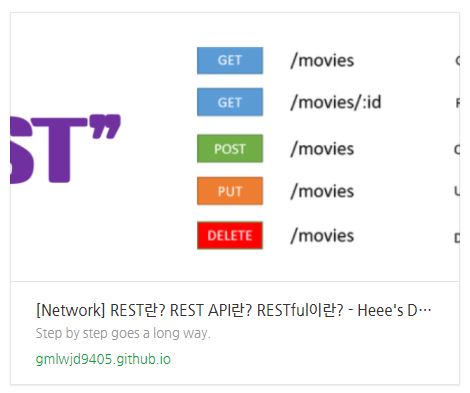 ST”
GET /movies
GET /movies/:id
POST /movies
PUT /movies
DELETE /movies
[Network] REST란? REST API란? RESTful이란? - Heee's D…
Step by step goes a long way.
gmlwjd9405.github.io